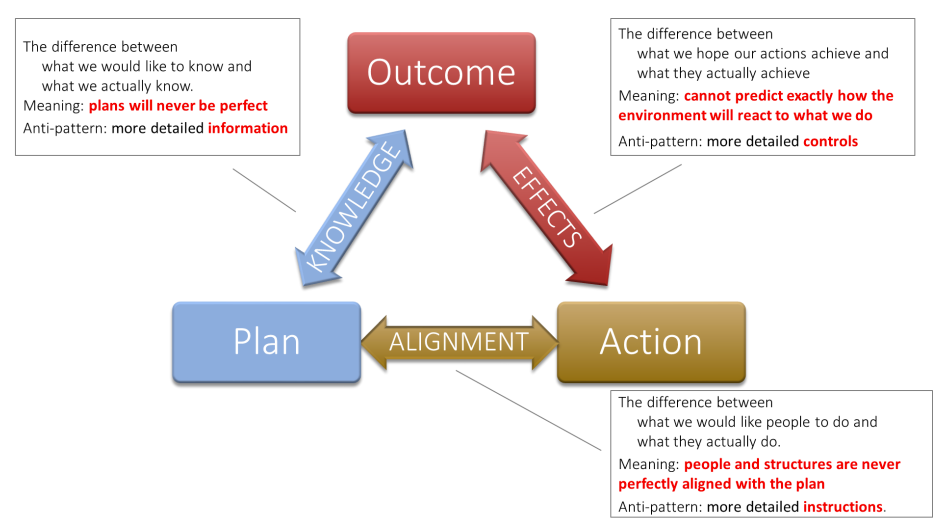 The difference between
what we would like to know and
what we actually know.
Meaning: plans will never be perfect
Anti-pattern: more detailed information
Outcome
The difference between
what we hope our actions achieve and
what they actually achieve
Meaning: cannot predict exactly how the
environment will react to what we do
Anti-pattern: more detailed controls
KNOWLEDGE
EFFECTS
Plan
ALIGNMENT
Action
The difference between
what we would like people to do and
what they actually do.
Meaning: people and structures are never
perfectly aligned with the plan
Anti-pattern: more detailed instructions.